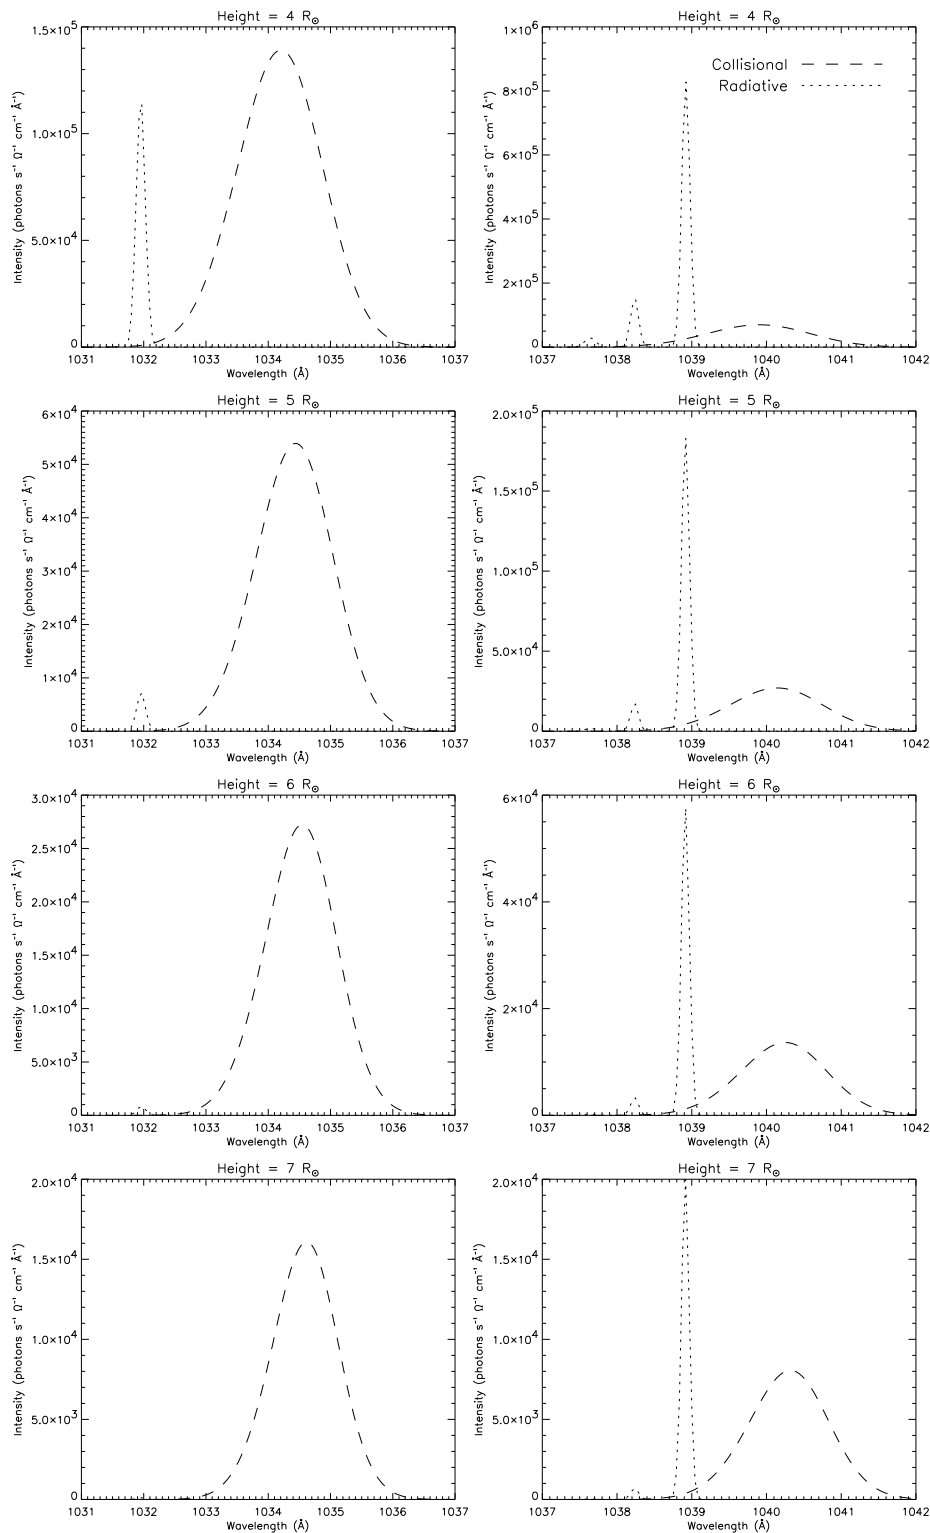 Height = 4 R☉
1.5×10⁵
1.0×10⁵
5.0×10⁴
0
1031 1032 1033 1034 1035 1036 1037
Wavelength (Å)
Intensity (photons s⁻¹ Ω⁻¹ cm⁻¹ Å⁻¹)
Height = 4 R☉
1×10⁶
8×10⁵
6×10⁵
4×10⁵
2×10⁵
0
Collisional
Radiative
1037 1038 1039 1040 1041 1042
Wavelength (Å)
Intensity (photons s⁻¹ Ω⁻¹ cm⁻¹ Å⁻¹)
Height = 5 R☉
6×10⁴
5×10⁴
4×10⁴
3×10⁴
2×10⁴
1×10⁴
0
1031 1032 1033 1034 1035 1036 1037
Wavelength (Å)
Intensity (photons s⁻¹ Ω⁻¹ cm⁻¹ Å⁻¹)
Height = 5 R☉
2.0×10⁵
1.5×10⁵
1.0×10⁵
5.0×10⁴
0
1037 1038 1039 1040 1041 1042
Wavelength (Å)
Intensity (photons s⁻¹ Ω⁻¹ cm⁻¹ Å⁻¹)
Height = 6 R☉
3.0×10⁴
2.5×10⁴
2.0×10⁴
1.5×10⁴
1.0×10⁴
5.0×10³
0
1031 1032 1033 1034 1035 1036 1037
Wavelength (Å)
Intensity (photons s⁻¹ Ω⁻¹ cm⁻¹ Å⁻¹)
Height = 6 R☉
6×10⁴
4×10⁴
2×10⁴
0
1037 1038 1039 1040 1041 1042
Wavelength (Å)
Intensity (photons s⁻¹ Ω⁻¹ cm⁻¹ Å⁻¹)
Height = 7 R☉
2.0×10⁴
1.5×10⁴
1.0×10⁴
5.0×10³
0
1031 1032 1033 1034 1035 1036 1037
Wavelength (Å)
Intensity (photons s⁻¹ Ω⁻¹ cm⁻¹ Å⁻¹)
Height = 7 R☉
2.0×10⁴
1.5×10⁴
1.0×10⁴
5.0×10³
0
1037 1038 1039 1040 1041 1042
Wavelength (Å)
Intensity (photons s⁻¹ Ω⁻¹ cm⁻¹ Å⁻¹)